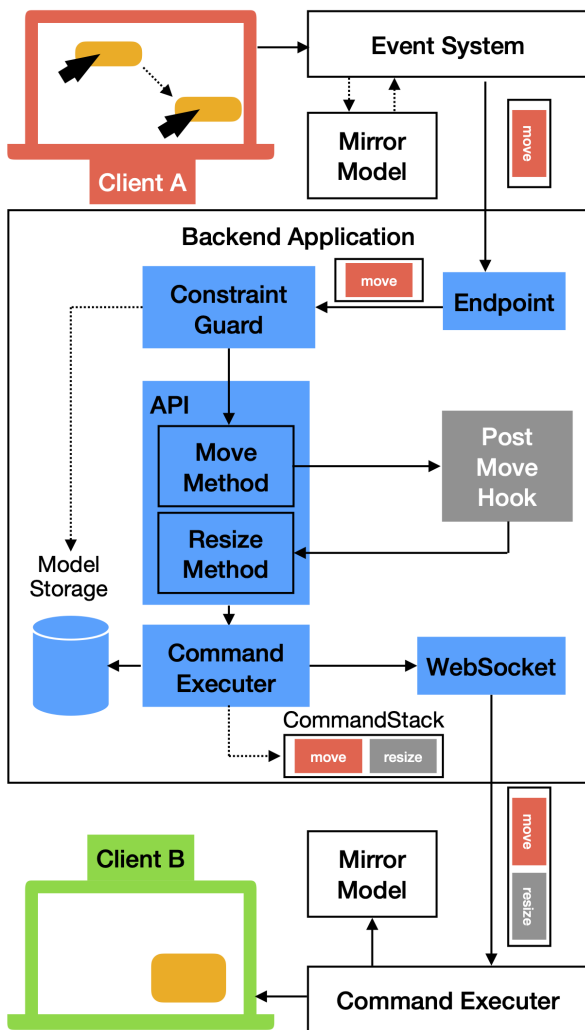 Event System
Mirror
Model
move
Client A
Backend Application
move
Constraint
Guard
Endpoint
API
Move
Method
Post
Move
Hook
Resize
Method
Model
Storage
Command
Executer
WebSocket
CommandStack
move
resize
move
resize
Client B
Mirror
Model
Command Executer